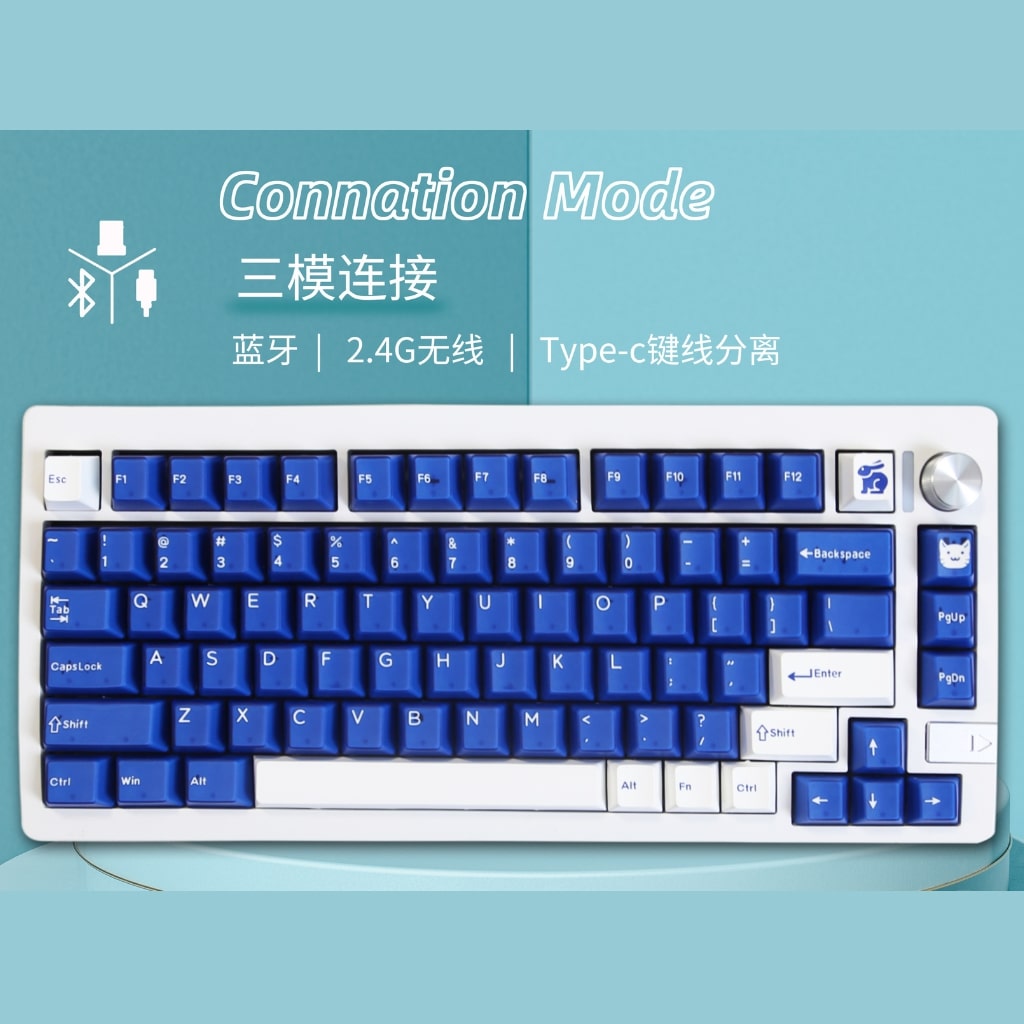 Connation Mode
三模连接
蓝牙 | 2.4G无线 | Type-c键线分离
Esc F1 F2 F3 F4 F5 F6 F7 F8 F9 F10 F11 F12
~ ! @ # $ % ^ & * ( ) - +
` 1 2 3 4 5 6 7 8 9 0 - = ←Backspace
Tab Q W E R T Y U I O P { } |
[ ] \ PgUp
CapsLock A S D F G H J K L : " ←Enter PgDn
; '
⇧Shift Z X C V B N M < > ? ⇧Shift ↑
, . /
Ctrl Win Alt Alt Fn Ctrl ← ↓ →